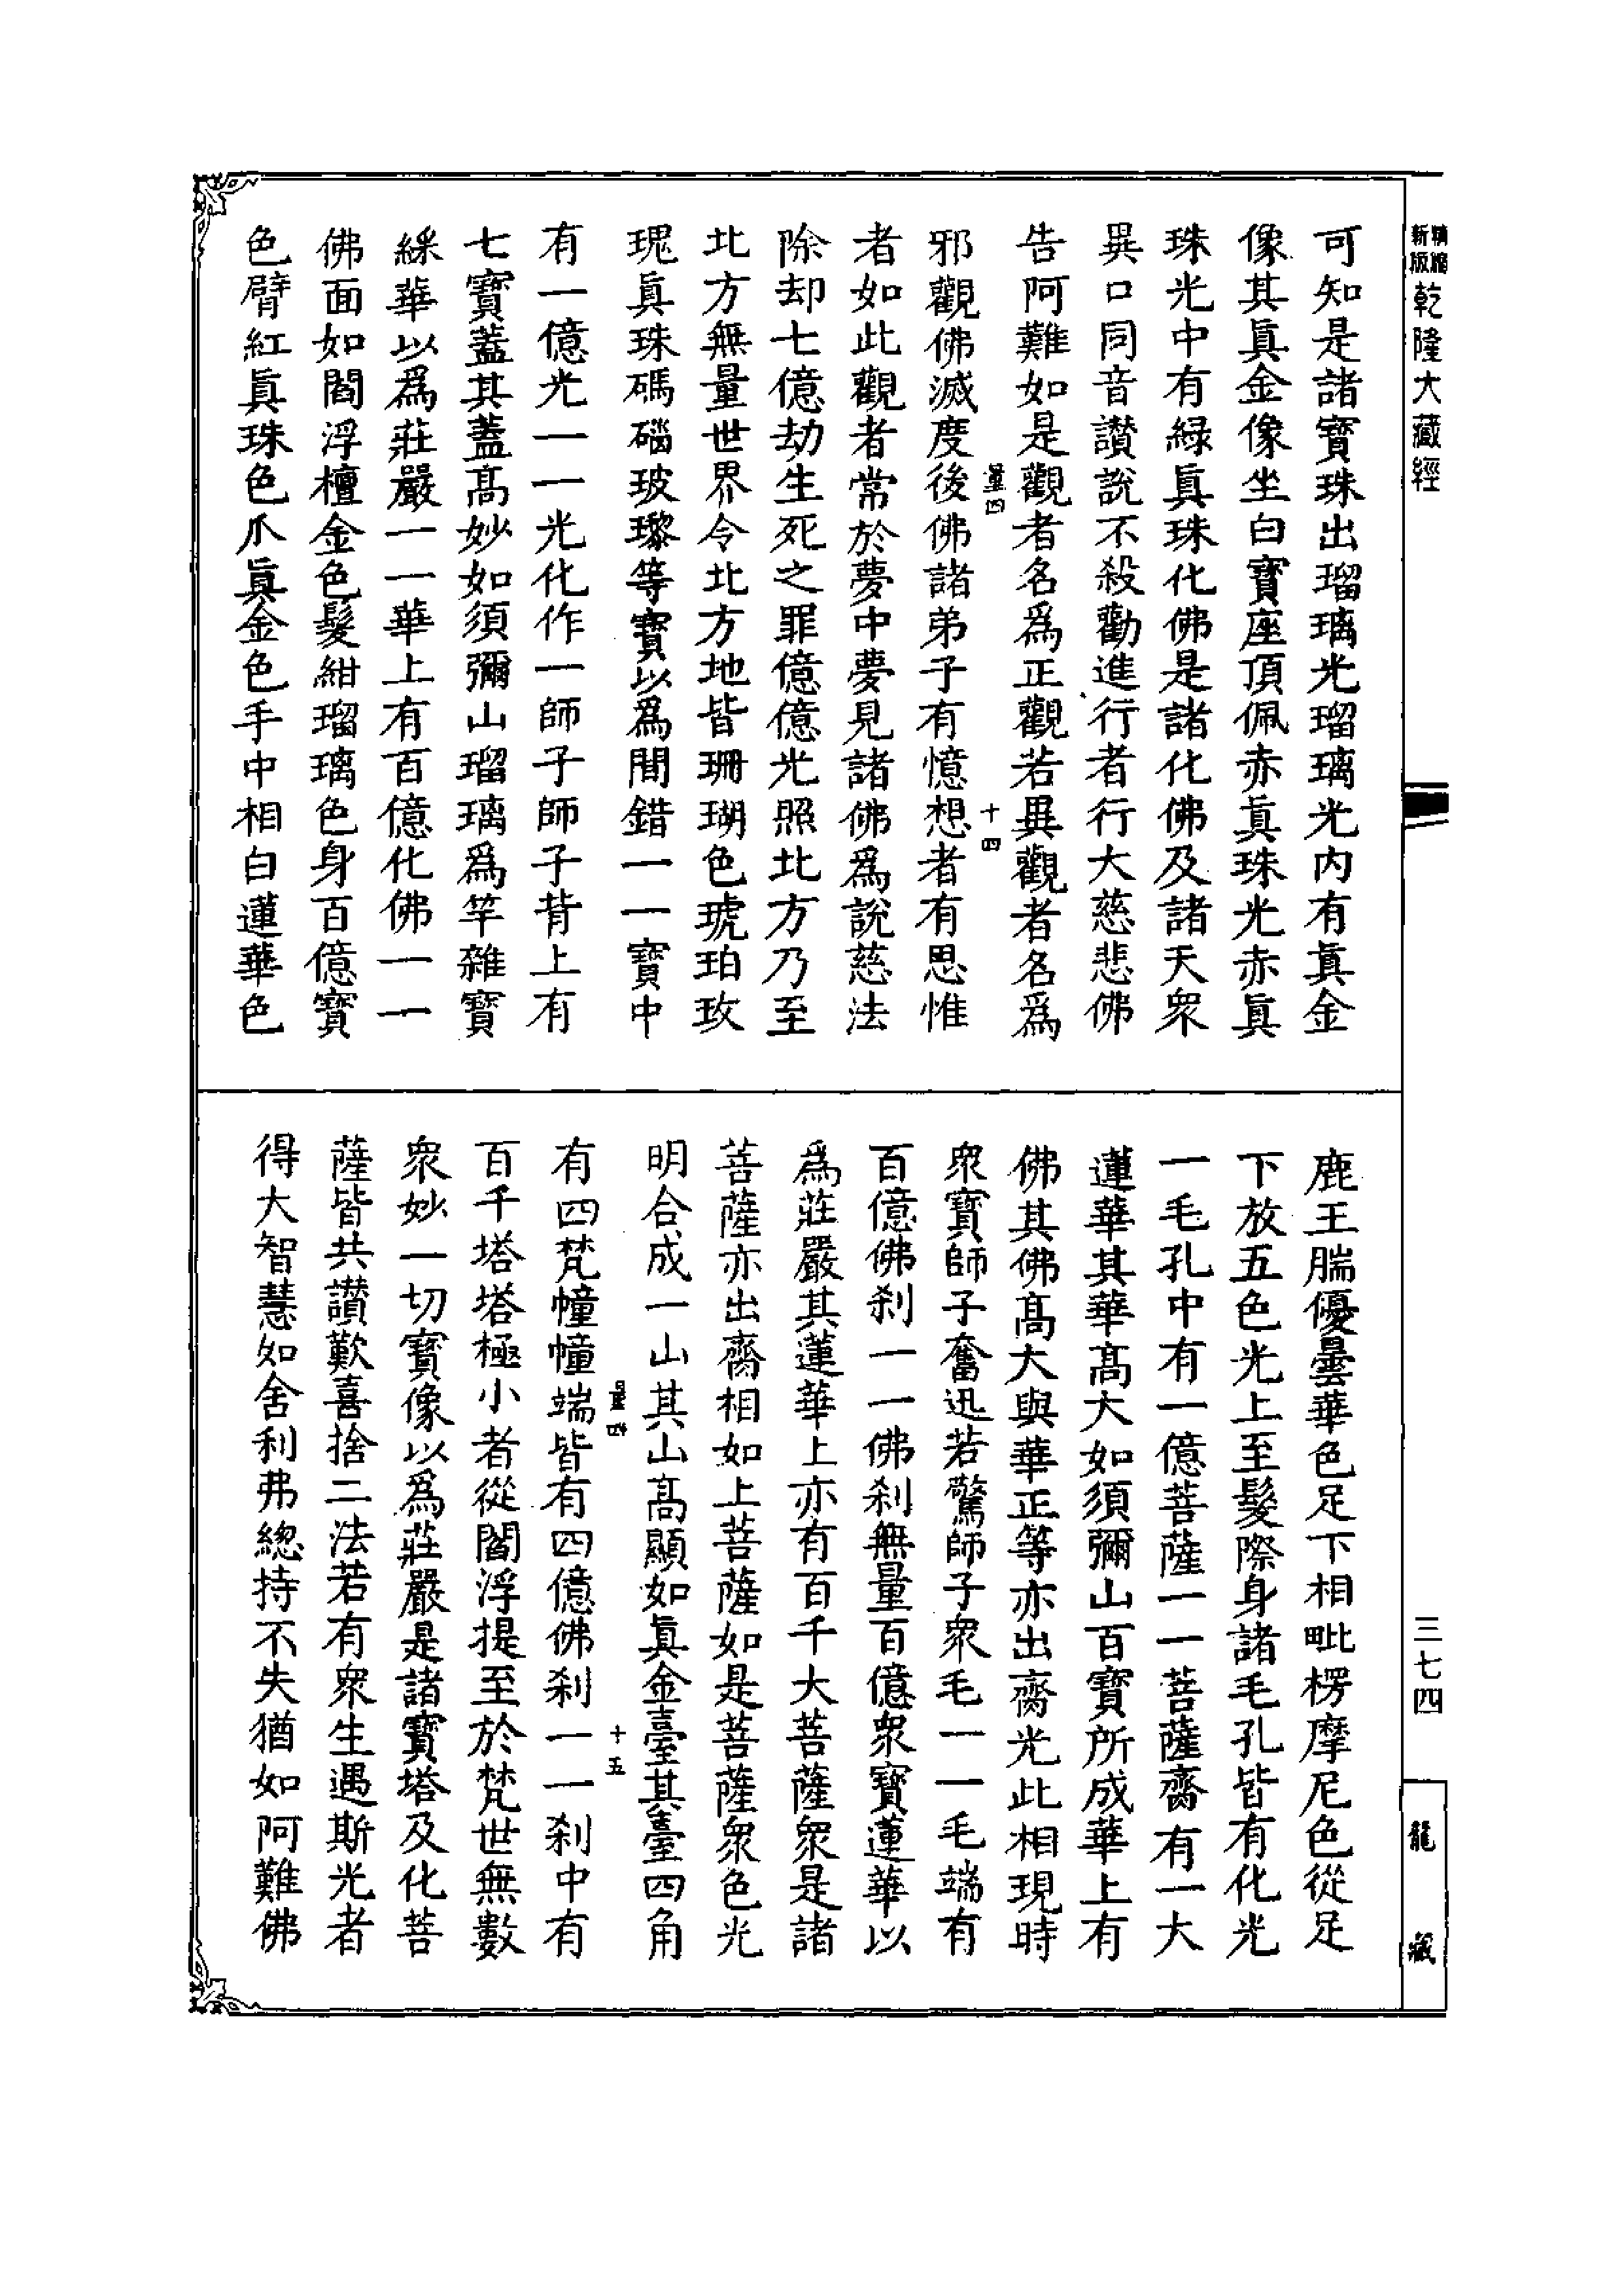 新版
精縮
乾隆大藏經
三七四
龍藏
可知是諸寶珠出瑠璃光瑠璃光內有眞金
像其眞金像坐白寶座頂佩赤眞珠光赤眞
珠光中有綠眞珠化佛是諸化佛及諸天衆
異口同音讃說不殺勸進行者行大慈悲佛
告阿難如是觀者名爲正觀若異觀者名爲
量四 十四
邪觀佛滅度後佛諸弟子有憶想者有思惟
者如此觀者常於夢中夢見諸佛爲說慈法
除却七億劫生死之罪億億光照北方乃至
北方無量世界令北方地皆珊瑚色琥珀玫
瑰眞珠碼碯玻瓈等寶以爲間錯一一寶中
有一億光一一光化作一師子師子背上有
七寶蓋其蓋髙妙如須彌山瑠璃爲竿雜寶
綵華以爲莊嚴一一華上有百億化佛一一
佛面如閻浮檀金色髮紺瑠璃色身百億寶
色臂紅眞珠色爪眞金色手中相白蓮華色
鹿王腨優曇華色足下相毗楞摩尼色從足
下放五色光上至髮際身諸毛孔皆有化光
一毛孔中有一億菩薩一一菩薩齎有一大
蓮華其華髙大如須彌山百寶所成華上有
佛其佛髙大與華正等亦出齎光此相現時
衆寶師子奮迅若驚師子衆毛一一毛端有
百億佛刹一一佛刹無量百億衆寶蓮華以
爲莊嚴其蓮華上亦有百千大菩薩衆是諸
菩薩亦出齎相如上菩薩如是菩薩衆色光
明合成一山其山髙顯如眞金臺其臺四角
量四 十五
有四梵幢幢端皆有四億佛刹一一刹中有
百千塔塔極小者從閻浮提至於梵世無數
衆妙一切寶像以爲莊嚴是諸寶塔及化菩
薩皆共讃歎喜捨二法若有衆生遇斯光者
得大智慧如舍利弗總持不失猶如阿難佛